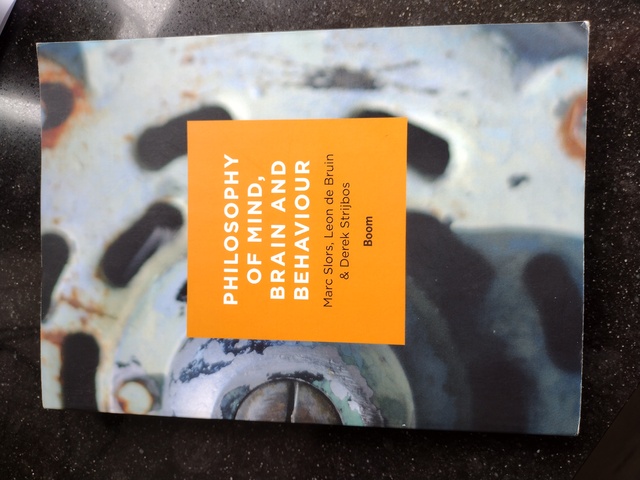 PHILOSOPHY
OF MIND,
BRAIN AND
BEHAVIOUR
Marc Slors, Leon de Bruin
& Derek Strijbos
Boom